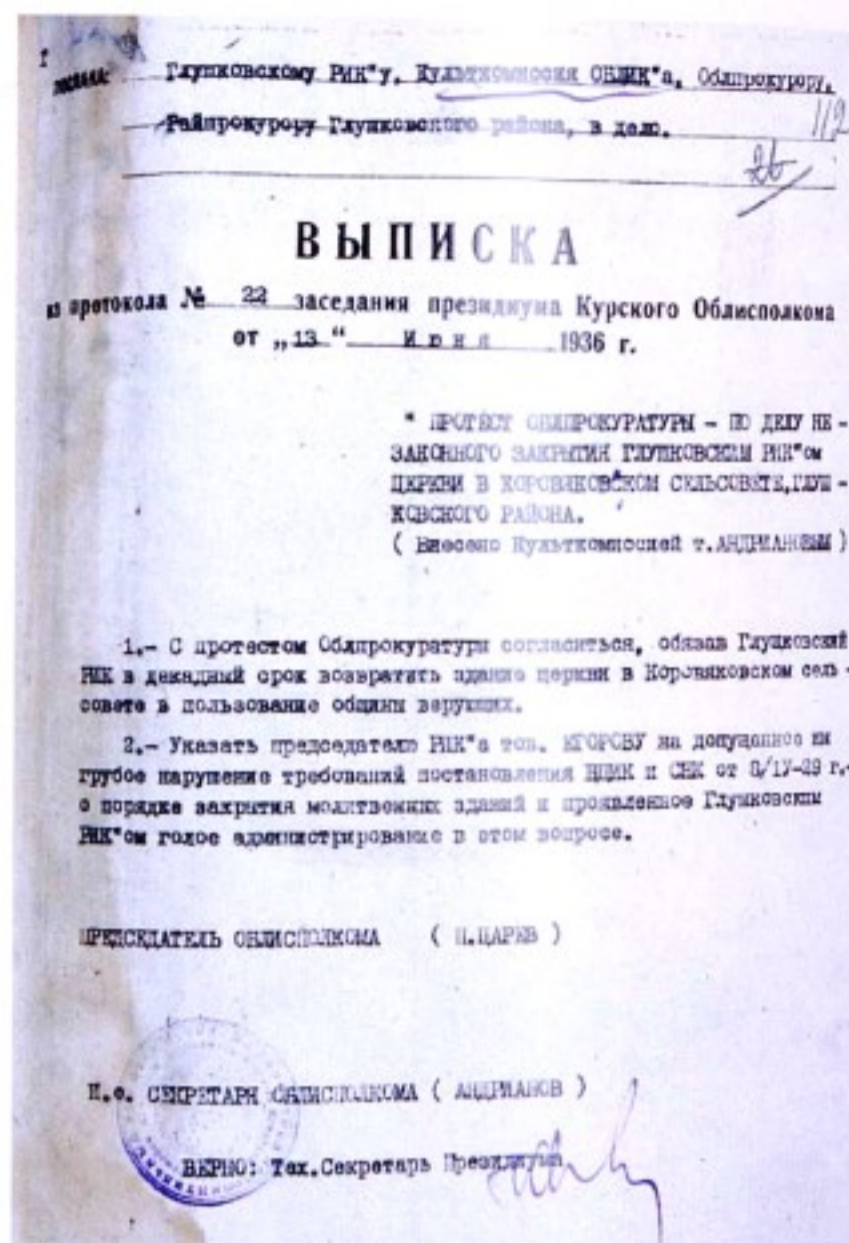 Глушковскому РИК"у, Культкомиссия ОБЛИК"а, Облпрокурору,
112
Райпрокурору Глушковского района, в дело.
26
ВЫПИСКА
из протокола № 22 заседания президиума Курского Облисполкома
от „13“ Июня 1936 г.
" ПРОТЕСТ ОБЛПРОКУРАТУРЫ – ПО ДЕЛУ НЕ-
ЗАКОННОГО ЗАКРЫТИЯ ГЛУШКОВСКИМ РИК"ом
ЦЕРКВИ В КОРОВЯКОВСКОМ СЕЛЬСОВЕТЕ,ГЛУШ-
КОВСКОГО РАЙОНА.
( Внесено Культкомиссией т.АНДРИАНОВЫМ )
1.- С протестом Облпрокуратуры согласиться, обязав Глушковский
РИК в декадный срок возвратить здание церкви в Коровяковском сель-
совете в пользование общины верующих.
2.- Указать председателю РИК"а тов. ЕГОРОВУ на допущенное им
грубое нарушение требований постановления ВЦИК и СНК от 8/1У-29 г.-
о порядке закрытия молитвенных зданий и проявленное Глушковским
РИК"ом голое администрирование в этом вопросе.
ПРЕДСЕДАТЕЛЬ ОБЛИСПОЛКОМА ( И.ЦАРЕВ )
И.о. СЕКРЕТАРЯ ОБЛИСПОЛКОМА ( АНДРИАНОВ )
ВЕРНО: Тех.Секретарь Президиума